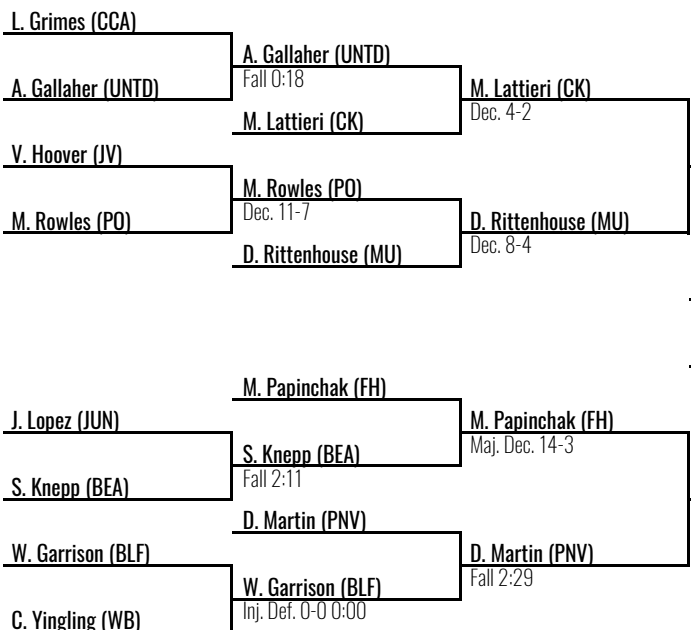 L. Grimes (CCA)
A. Gallaher (UNTD)
Fall 0:18
A. Gallaher (UNTD)
M. Lattieri (CK)
Dec. 4-2
M. Lattieri (CK)
V. Hoover (JV)
M. Rowles (PO)
Dec. 11-7
M. Rowles (PO)
D. Rittenhouse (MU)
Dec. 8-4
D. Rittenhouse (MU)
M. Papinchak (FH)
J. Lopez (JUN)
M. Papinchak (FH)
Maj. Dec. 14-3
S. Knepp (BEA)
Fall 2:11
S. Knepp (BEA)
D. Martin (PNV)
W. Garrison (BLF)
D. Martin (PNV)
Fall 2:29
W. Garrison (BLF)
Inj. Def. 0-0 0:00
C. Yingling (WB)